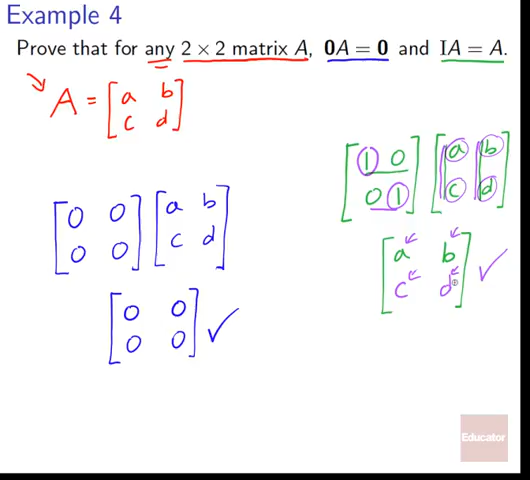 Example 4
Prove that for any 2 × 2 matrix A, 0A = 0 and IA = A.
A = [a b
c d]
[1 0 [a b
0 1] c d]
[0 0 [a b
0 0] c d]
[a b
c d] ✓
[0 0
0 0] ✓
Educator